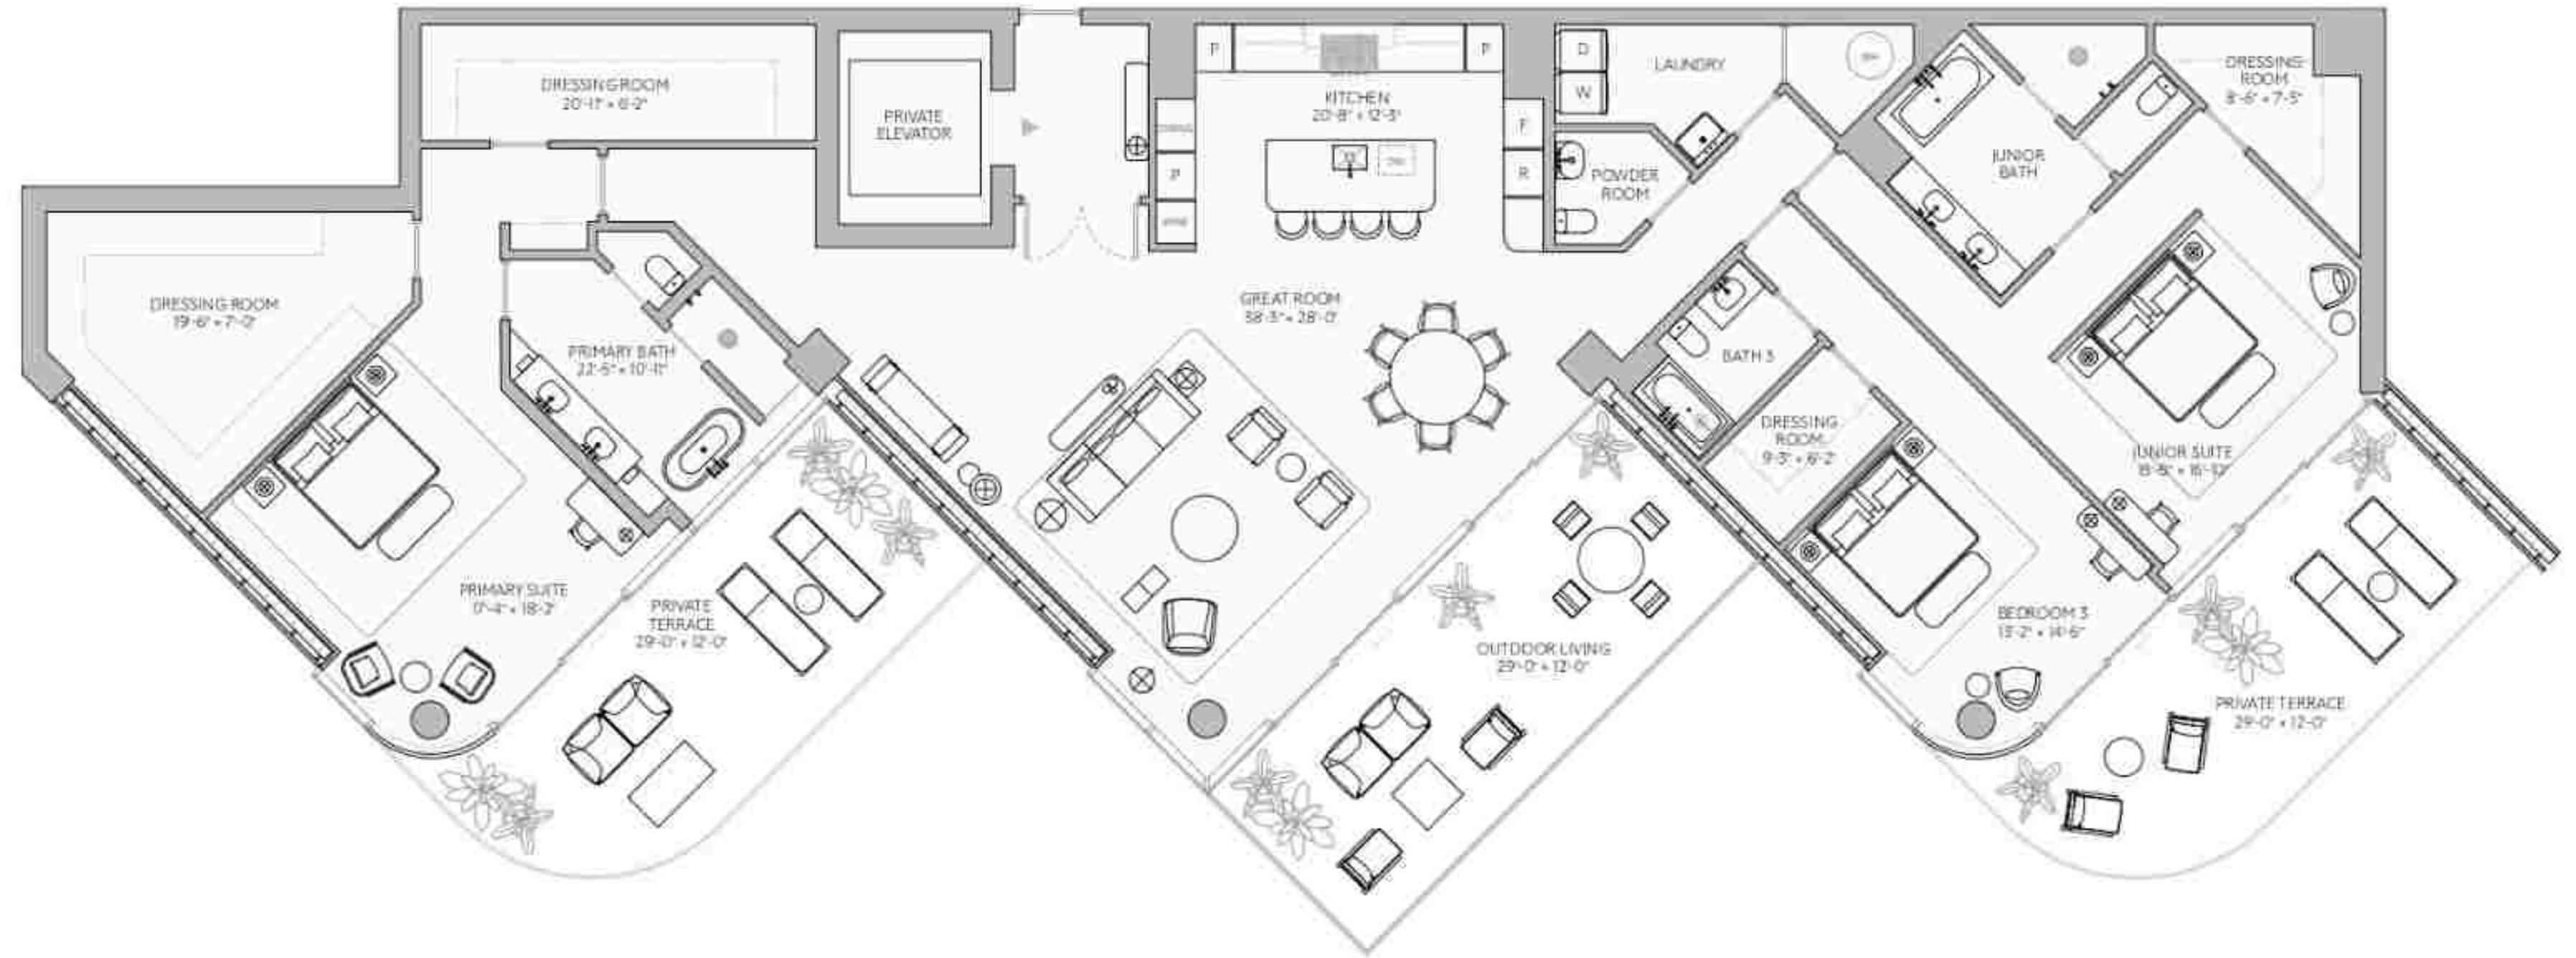 DRESSING ROOM
20'-11" × 6'-2"
PRIVATE
ELEVATOR
P
P
KITCHEN
20'-8" × 12'-3"
P
F
R
D
W
LAUNDRY
POWDER
ROOM
JUNIOR
BATH
DRESSING
ROOM
8'-6" × 7'-5"
DRESSING ROOM
19'-6" × 7'-0"
PRIMARY BATH
22'-5" × 10'-11"
GREAT ROOM
38'-3" × 28'-0"
BATH 3
DRESSING
ROOM
9'-3" × 6'-2"
JUNIOR SUITE
PRIMARY SUITE
PRIVATE
TERRACE
29'-0" × 12'-0"
OUTDOOR LIVING
29'-0" × 12'-0"
BEDROOM 3
13'-2" × 14'-6"
PRIVATE TERRACE
29'-0" × 12'-0"